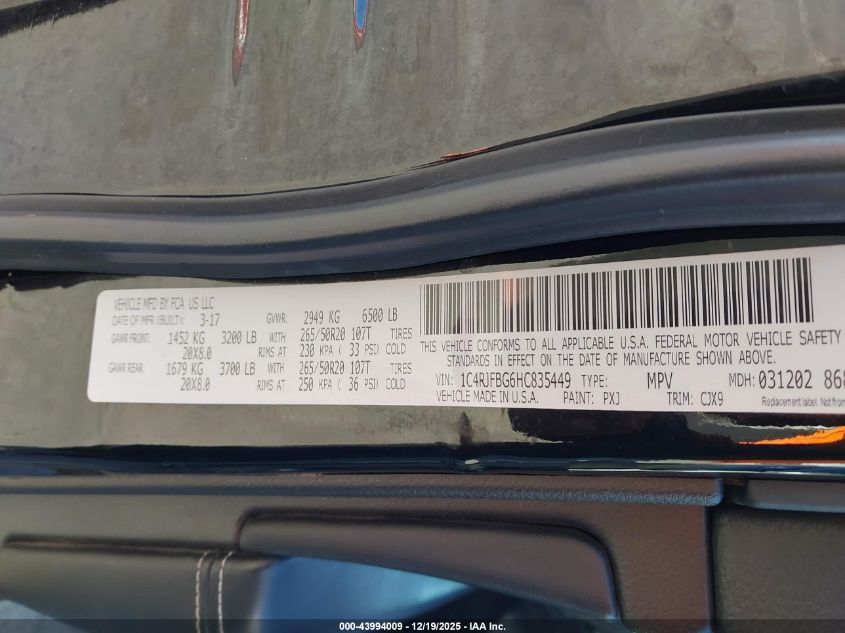 VEHICLE MFD BY FCA US LLC
DATE OF MFR (BUILT): 3-17 GVWR: 2949 KG 6500 LB
GAWR FRONT: 1452 KG 3200 LB WITH 265/50R20 107T TIRES
20X8.0 RIMS AT 230 KPA ( 33 PSI) COLD
GAWR REAR: 1679 KG 3700 LB WITH 265/50R20 107T TIRES
20X8.0 RIMS AT 250 KPA ( 36 PSI) COLD
THIS VEHICLE CONFORMS TO ALL APPLICABLE U.S.A. FEDERAL MOTOR VEHICLE SAFETY
STANDARDS IN EFFECT ON THE DATE OF MANUFACTURE SHOWN ABOVE.
VIN: 1C4RJFBG6HC835449 TYPE: MPV MDH: 031202 868
VEHICLE MADE IN U.S.A. PAINT: PXJ TRIM: CJX9 Replacement label. Not from
000-43994009 - 12/19/2025 - IAA Inc.